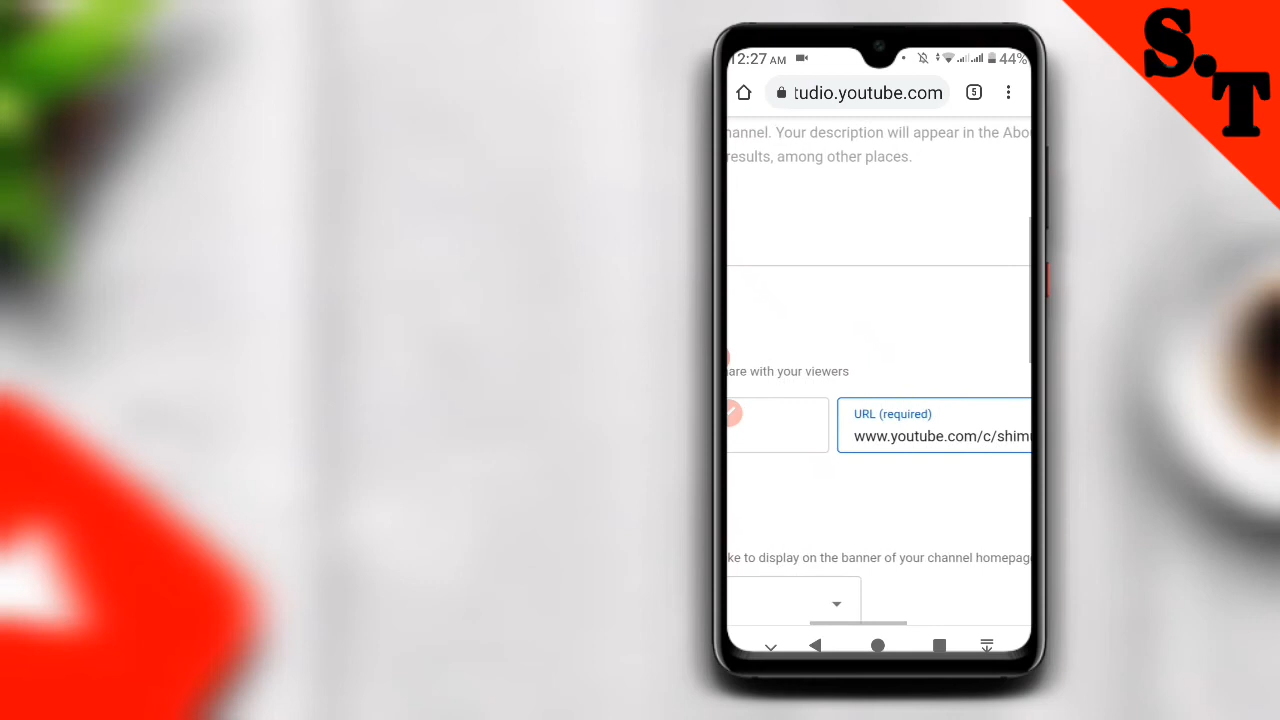 S.T
12:27 AM
44%
tudio.youtube.com
5
hannel. Your description will appear in the Abo
results, among other places.
are with your viewers
URL (required)
www.youtube.com/c/shim
ke to display on the banner of your channel homepag